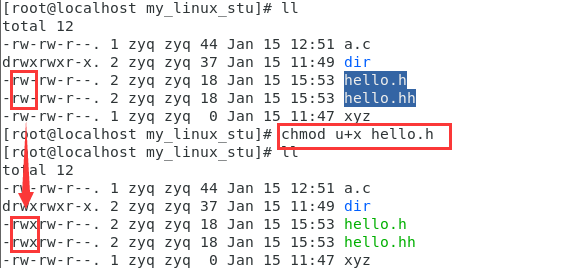 [root@localhost my_linux_stu]# ll
total 12
-rw-rw-r--. 1 zyq zyq 44 Jan 15 12:51 a.c
drwxrwxr-x. 2 zyq zyq 37 Jan 15 11:49 dir
-rw-rw-r--. 2 zyq zyq 18 Jan 15 15:53 hello.h
-rw-rw-r--. 2 zyq zyq 18 Jan 15 15:53 hello.hh
-rw-rw-r--. 1 zyq zyq  0 Jan 15 11:47 xyz
[root@localhost my_linux_stu]# chmod u+x hello.h
[root@localhost my_linux_stu]# ll
total 12
-rw-rw-r--. 1 zyq zyq 44 Jan 15 12:51 a.c
drwxrwxr-x. 2 zyq zyq 37 Jan 15 11:49 dir
-rwxrw-r--. 2 zyq zyq 18 Jan 15 15:53 hello.h
-rwxrw-r--. 2 zyq zyq 18 Jan 15 15:53 hello.hh
-rw-rw-r--. 1 zyq zyq  0 Jan 15 11:47 xyz